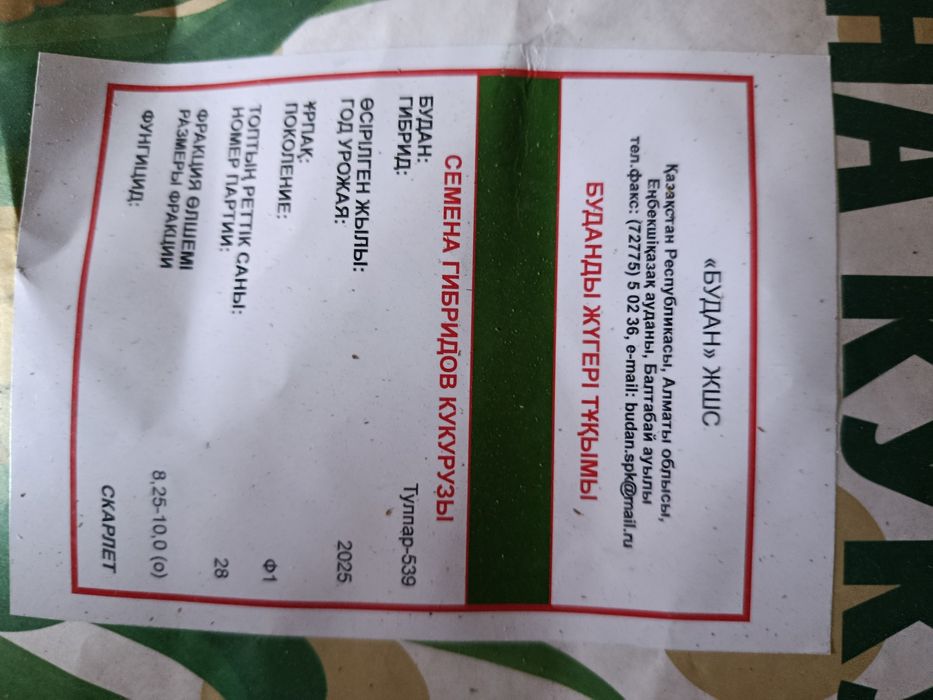 «БУДАН» ЖШС
Қазақстан Республикасы, Алматы облысы,
Еңбекшіқазақ ауданы, Балтабай ауылы
тел.факс: (72775) 5 02 36, e-mail: budan.spk@mail.ru
БУДАНДЫ ЖҮГЕРІ ТҰҚЫМЫ
СЕМЕНА ГИБРИДОВ КУКУРУЗЫ
БУДАН:
ГИБРИД: Тулпар-539
ӨСІРІЛГЕН ЖЫЛЫ:
ГОД УРОЖАЯ: 2025
ҰРПАҚ:
ПОКОЛЕНИЕ: Ф1
ТОПТЫҢ РЕТТІК САНЫ:
НОМЕР ПАРТИИ: 28
ФРАКЦИЯ ӨЛШЕМІ
РАЗМЕРЫ ФРАКЦИИ 8,25-10,0 (о)
ФУНГИЦИД: СКАРЛЕТ